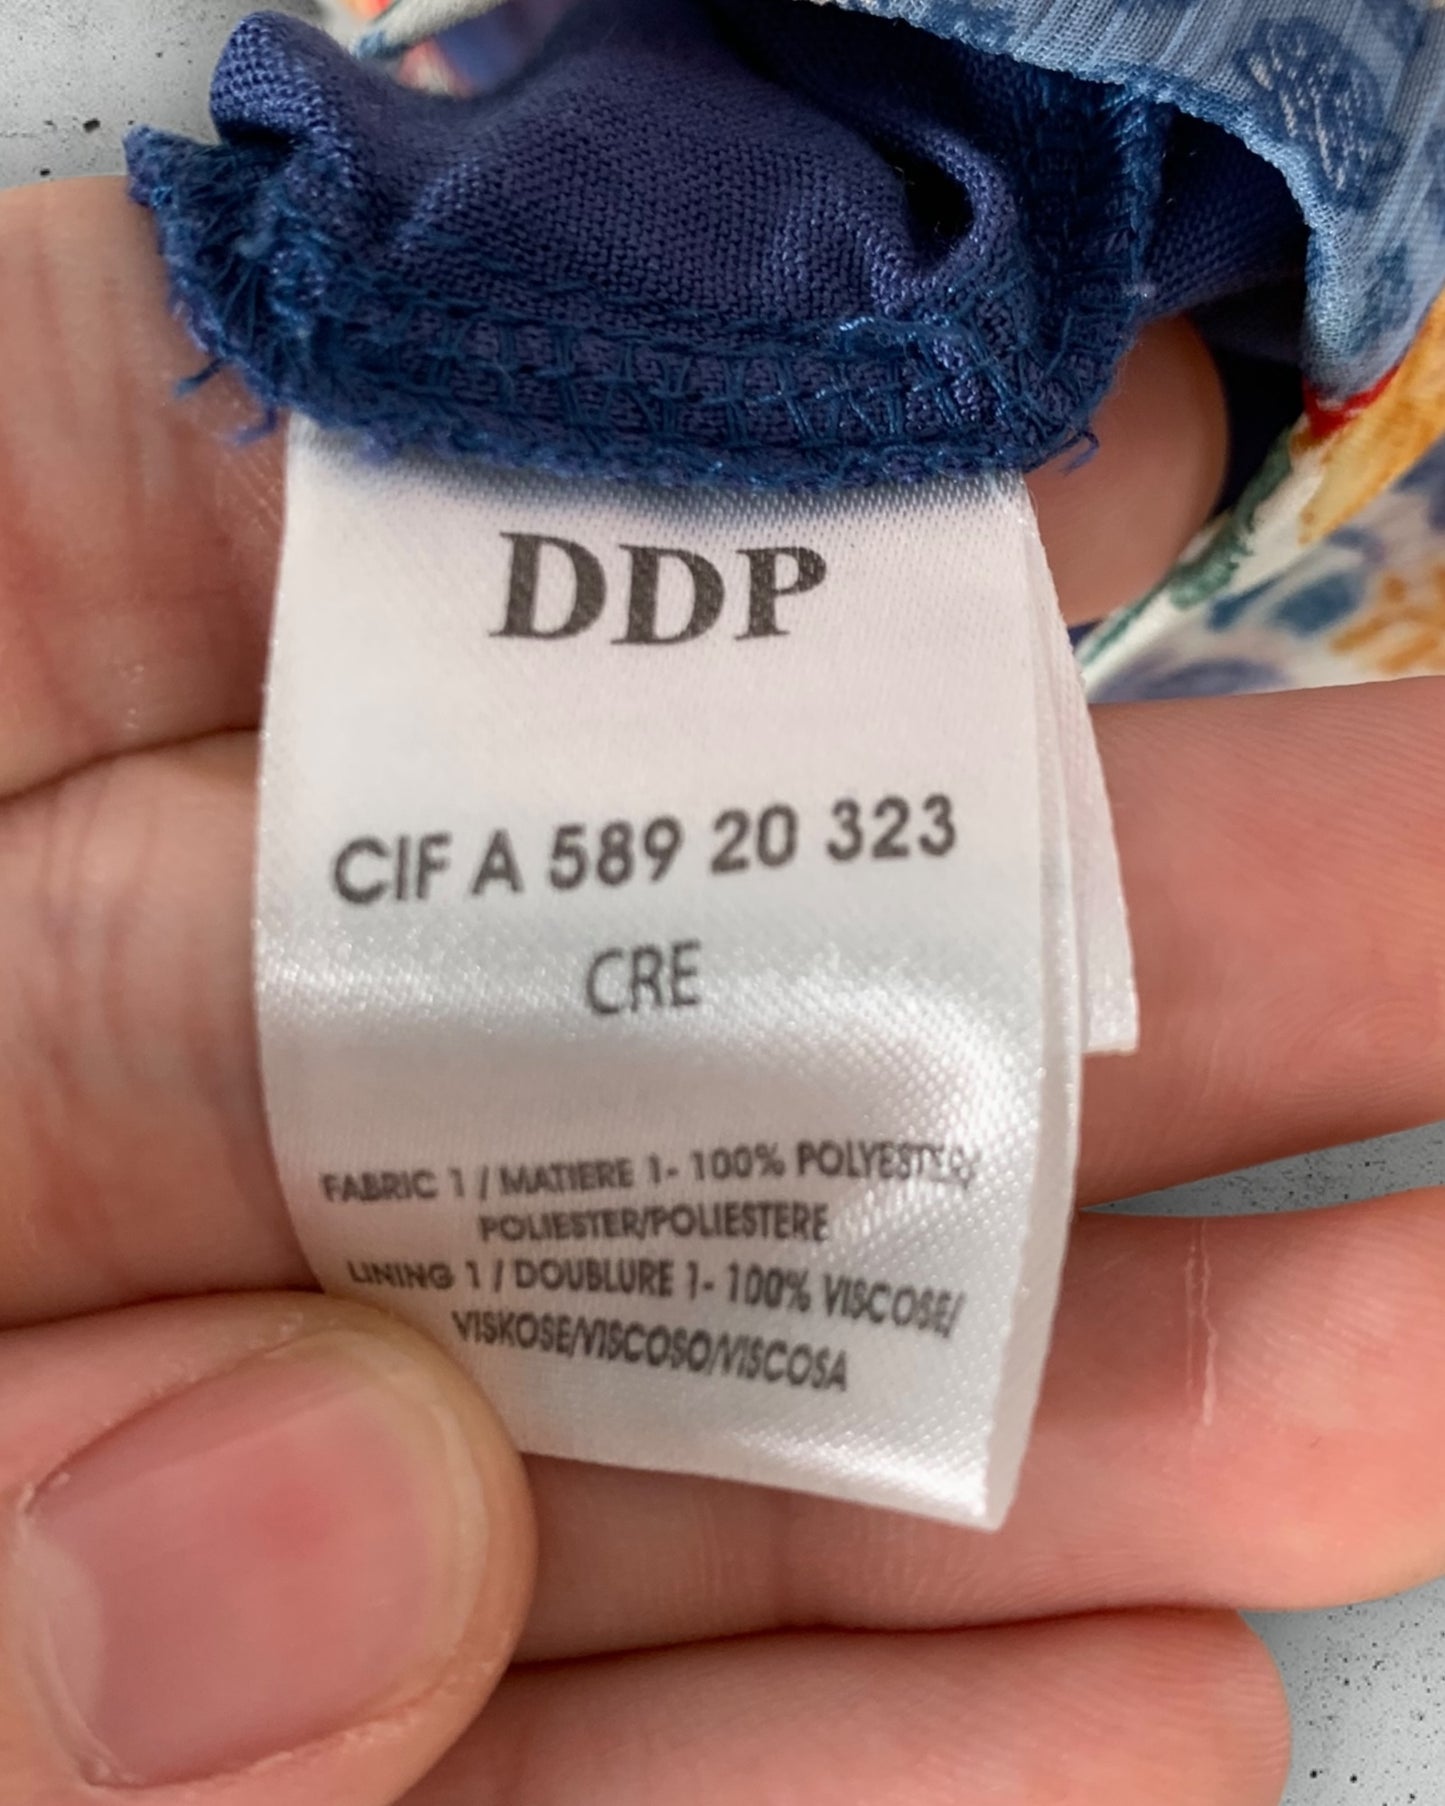 DDP
CIF A 589 20 323
CRE
FABRIC 1 / MATIERE 1- 100% POLYESTER/
POLIESTER/POLIESTERE
LINING 1 / DOUBLURE 1- 100% VISCOSE/
VISKOSE/VISCOSO/VISCOSA